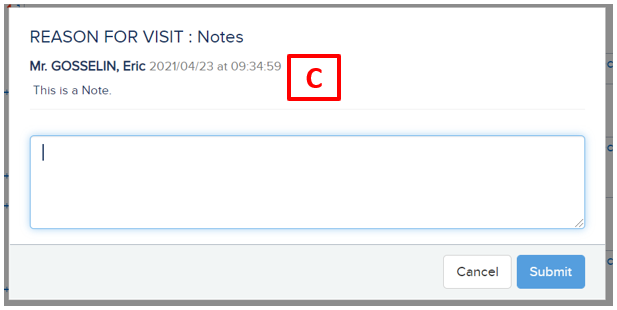 REASON FOR VISIT : Notes
Mr. GOSSELIN, Eric 2021/04/23 at 09:34:59
C
This is a Note.
Cancel Submit